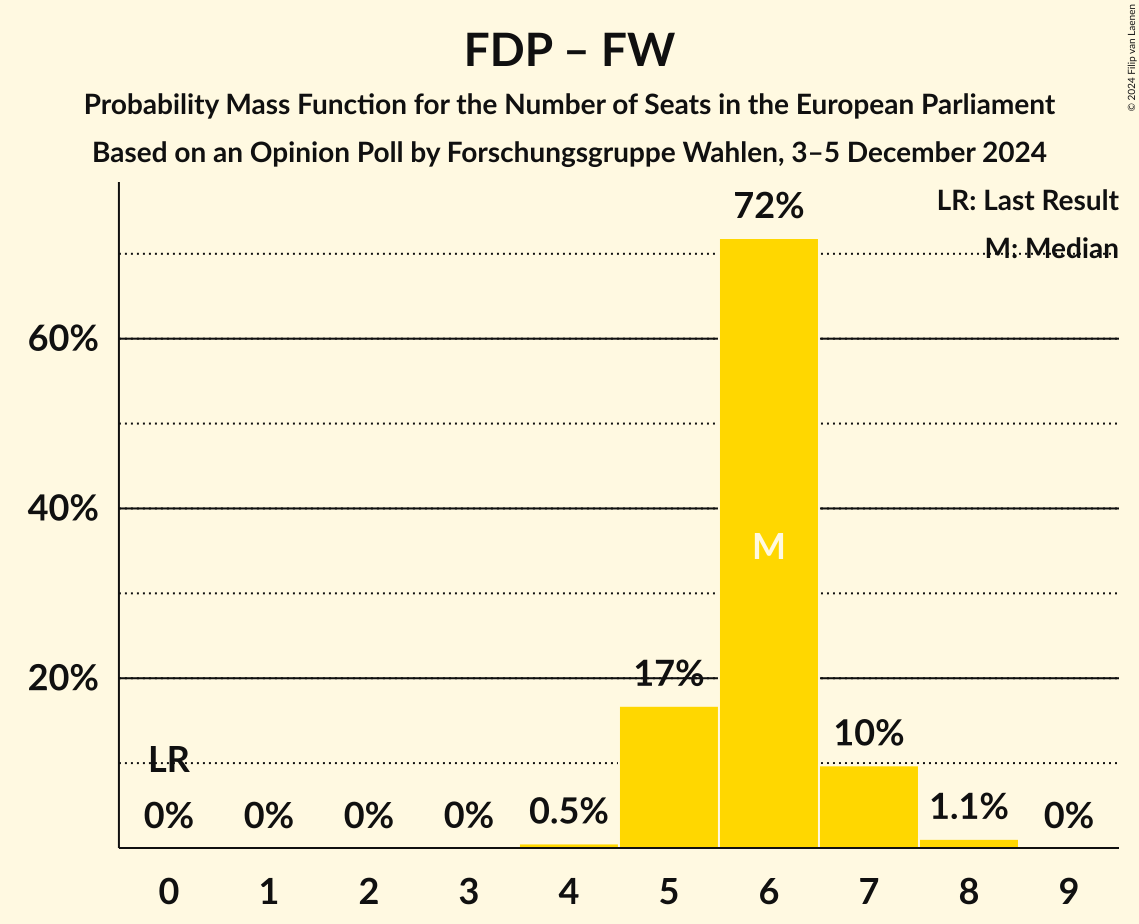 FDP – FW
Probability Mass Function for the Number of Seats in the European Parliament
Based on an Opinion Poll by Forschungsgruppe Wahlen, 3–5 December 2024
© 2024 Filip van Laenen
LR: Last Result
M: Median
72%
60%
40%
M
20%
17%
10%
LR
0% 0% 0% 0% 0.5% 1.1% 0%
0 1 2 3 4 5 6 7 8 9